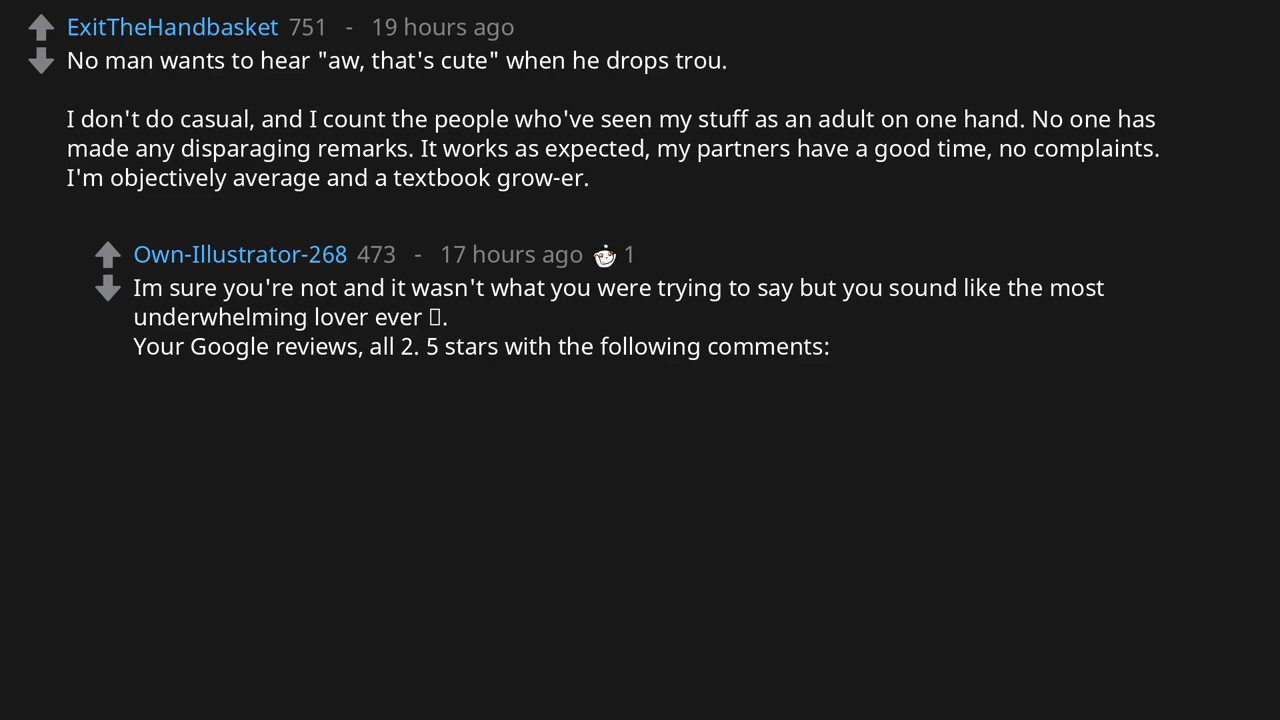 ExitTheHandbasket 751 - 19 hours ago
No man wants to hear "aw, that's cute" when he drops trou.
I don't do casual, and I count the people who've seen my stuff as an adult on one hand. No one has
made any disparaging remarks. It works as expected, my partners have a good time, no complaints.
I'm objectively average and a textbook grow-er.
Own-Illustrator-268 473 - 17 hours ago 1
Im sure you're not and it wasn't what you were trying to say but you sound like the most
underwhelming lover ever ▯.
Your Google reviews, all 2. 5 stars with the following comments: